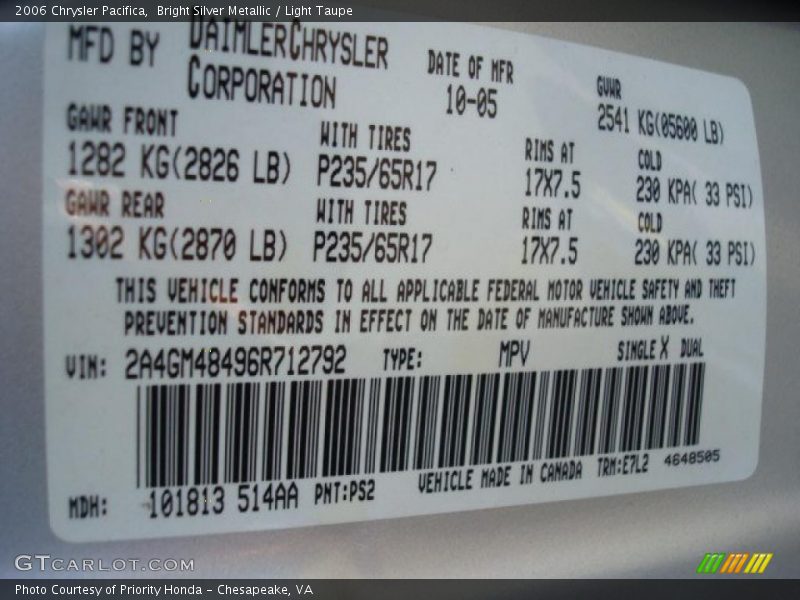 2006 Chrysler Pacifica, Bright Silver Metallic / Light Taupe
MFD BY DAIMLERCHRYSLER CORPORATION
DATE OF MFR 10-05
GVWR 2541 KG(05600 LB)
GAWR FRONT 1282 KG(2826 LB)
WITH TIRES P235/65R17
RIMS AT 17X7.5
COLD 230 KPA( 33 PSI)
GAWR REAR 1302 KG(2870 LB)
WITH TIRES P235/65R17
RIMS AT 17X7.5
COLD 230 KPA( 33 PSI)
THIS VEHICLE CONFORMS TO ALL APPLICABLE FEDERAL MOTOR VEHICLE SAFETY AND THEFT
PREVENTION STANDARDS IN EFFECT ON THE DATE OF MANUFACTURE SHOWN ABOVE.
VIN: 2A4GM48496R712792 TYPE: MPV SINGLE X DUAL
MDH: 101813 514AA PNT:PS2 VEHICLE MADE IN CANADA TRM:E7L2 4648505
GTCARLOT.COM
Photo Courtesy of Priority Honda - Chesapeake, VA